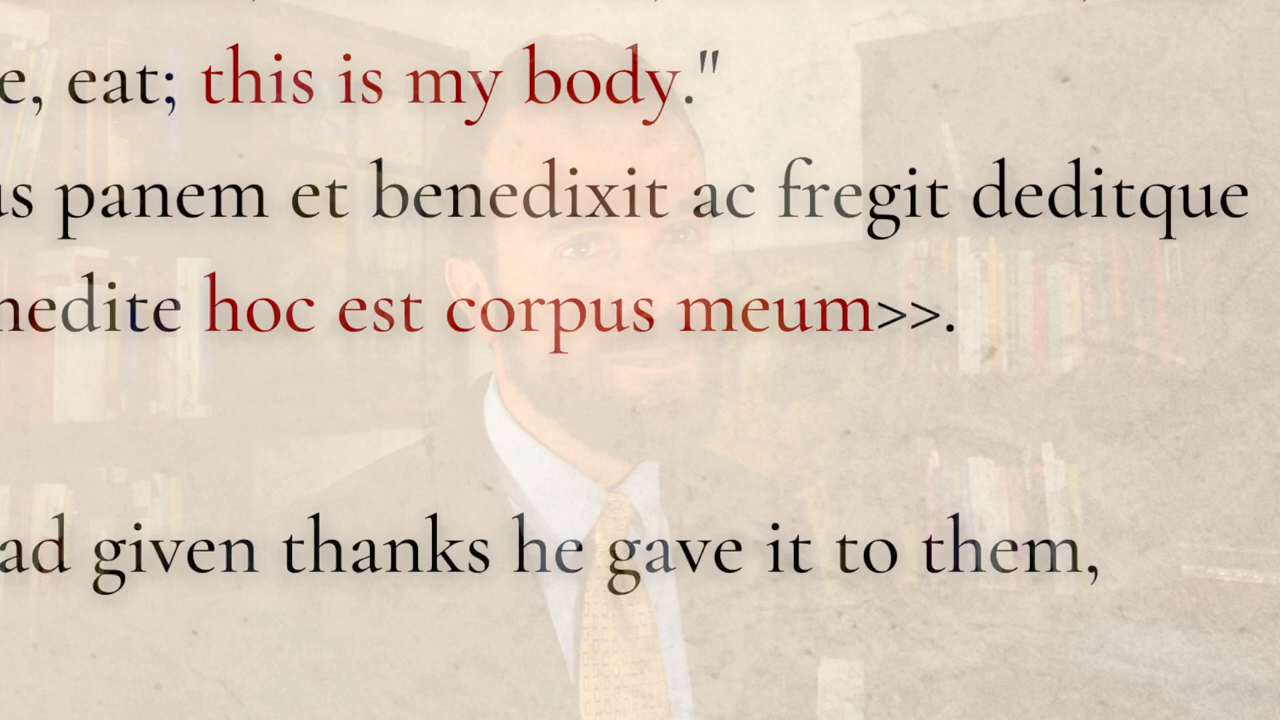 e, eat; this is my body."
us panem et benedixit ac fregit deditque
medite hoc est corpus meum>>.
ad given thanks he gave it to them,